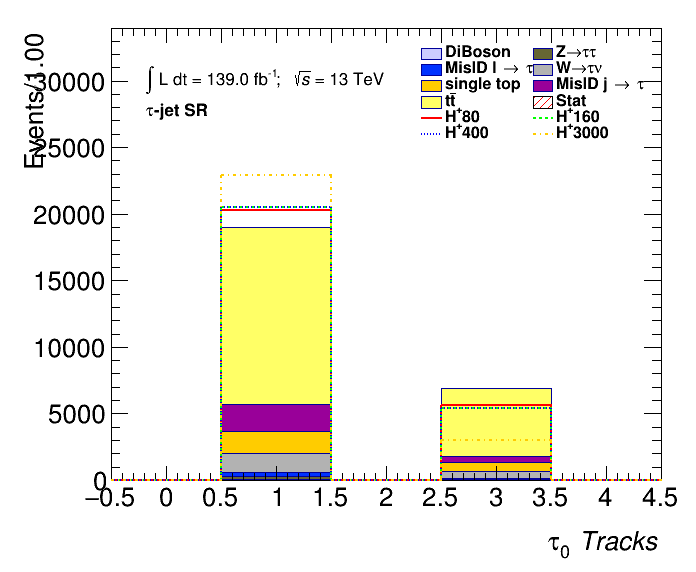 Events/1.00
∫ L dt = 139.0 fb⁻¹; √s = 13 TeV
τ-jet SR
DiBoson Z→ττ
MisID l → τ W→τν
single top MisID j → τ
tt̄ Stat
H⁺80 H⁺160
H⁺400 H⁺3000
30000
25000
20000
15000
10000
5000
0
−0.5 0 0.5 1 1.5 2 2.5 3 3.5 4 4.5
τ₀ Tracks